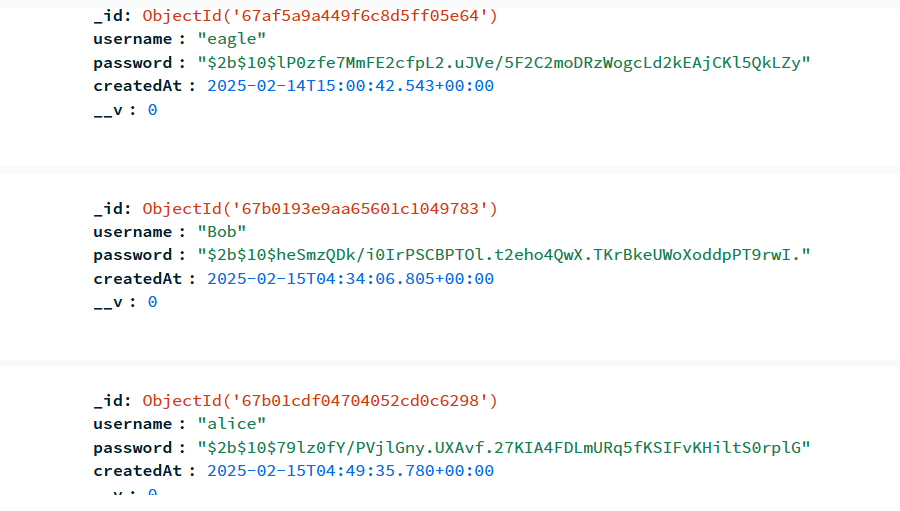 _id: ObjectId('67af5a9a449f6c8d5ff05e64')
username : "eagle"
password : "$2b$10$lP0zfe7MmFE2cfpL2.uJVe/5F2C2moDRzWogcLd2kEAjCKl5QkLZy"
createdAt : 2025-02-14T15:00:42.543+00:00
__v : 0
_id: ObjectId('67b0193e9aa65601c1049783')
username : "Bob"
password : "$2b$10$heSmzQDk/i0IrPSCBPTOl.t2eho4QwX.TKrBkeUWoXoddpPT9rwI."
createdAt : 2025-02-15T04:34:06.805+00:00
__v : 0
_id: ObjectId('67b01cdf04704052cd0c6298')
username : "alice"
password : "$2b$10$79lz0fY/PVjlGny.UXAvf.27KIA4FDLmURq5fKSIFvKHiltS0rplG"
createdAt : 2025-02-15T04:49:35.780+00:00
__v : 0